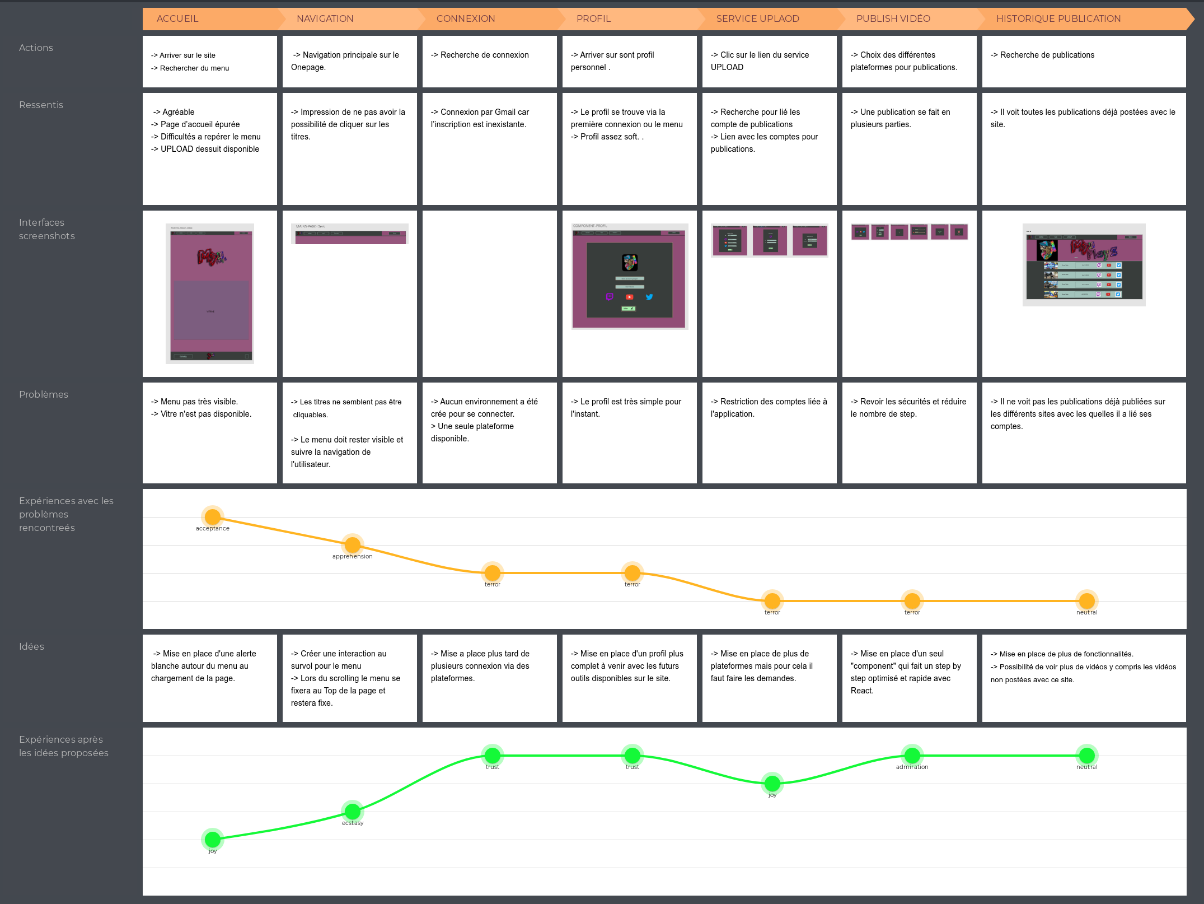 ACCUEIL
NAVIGATION
CONNEXION
PROFIL
SERVICE UPLAOD
PUBLISH VIDÉO
HISTORIQUE PUBLICATION
Actions
-> Arriver sur le site
-> Rechercher du menu
-> Navigation principale sur le
Onepage.
-> Recherche de connexion
-> Arriver sur sont profil
personnel .
-> Clic sur le lien du service
UPLOAD
-> Choix des différentes
plateformes pour publications.
-> Recherche de publications
Ressentis
-> Agréable
-> Page d'accueil épurée
-> Difficultés a repérer le menu
-> UPLOAD dessuit disponible
-> Impression de ne pas avoir la
possibilité de cliquer sur les
titres.
-> Connexion par Gmail car
l'inscription est inexistante.
-> Le profil se trouve via la
première connexion ou le menu
-> Profil assez soft. .
-> Recherche pour lié les
compte de publications
-> Lien avec les comptes pour
publications.
-> Une publication se fait en
plusieurs parties.
-> Il voit toutes les publications déjà postées avec le
site.
Interfaces
screenshots
Problèmes
-> Menu pas très visible.
-> Vitre n'est pas disponible.
-> Les titres ne semblent pas être
cliquables.
-> Le menu doit rester visible et
suivre la navigation de
l'utilisateur.
-> Aucun environnement a été
crée pour se connecter.
> Une seule plateforme
disponible.
-> Le profil est très simple pour
l'instant.
-> Restriction des comptes liée à
l'application.
-> Revoir les sécurités et réduire
le nombre de step.
-> Il ne voit pas les publications déjà publiées sur
les différents sites avec les quelles il a lié ses
comptes.
Expériences avec les
problèmes
rencontreés
acceptance
apprehension
terror
terror
terror
terror
neutral
Idées
-> Mise en place d'une alerte
blanche autour du menu au
chargement de la page.
-> Créer une interaction au
survol pour le menu
-> Lors du scrolling le menu se
fixera au Top de la page et
restera fixe.
-> Mise a place plus tard de
plusieurs connexion via des
plateformes.
-> Mise en place d'un profil plus
complet à venir avec les futurs
outils disponibles sur le site.
-> Mise en place de plus de
plateformes mais pour cela il
faut faire les demandes.
-> Mise en place d'un seul
"component" qui fait un step by
step optimisé et rapide avec
React.
-> Mise en place de plus de fonctionnalités.
-> Possibilité de voir plus de vidéos y compris les vidéos
non postées avec ce site.
Expériences après
les idées proposées
joy
ecstasy
trust
trust
joy
admiration
neutral